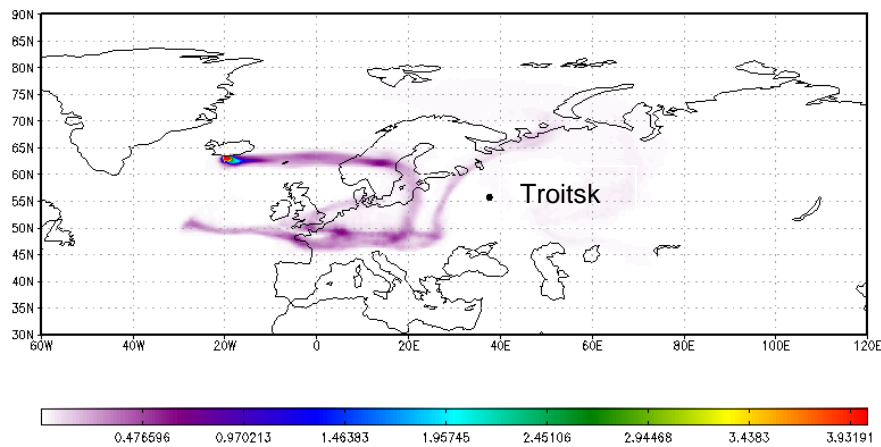 90N
85N
80N
75N
70N
65N
60N
55N
50N
45N
40N
35N
30N
Troitsk
60W 40W 20W 0 20E 40E 60E 80E 100E 120E
0.476596 0.970213 1.46383 1.95745 2.45106 2.94468 3.4383 3.93191